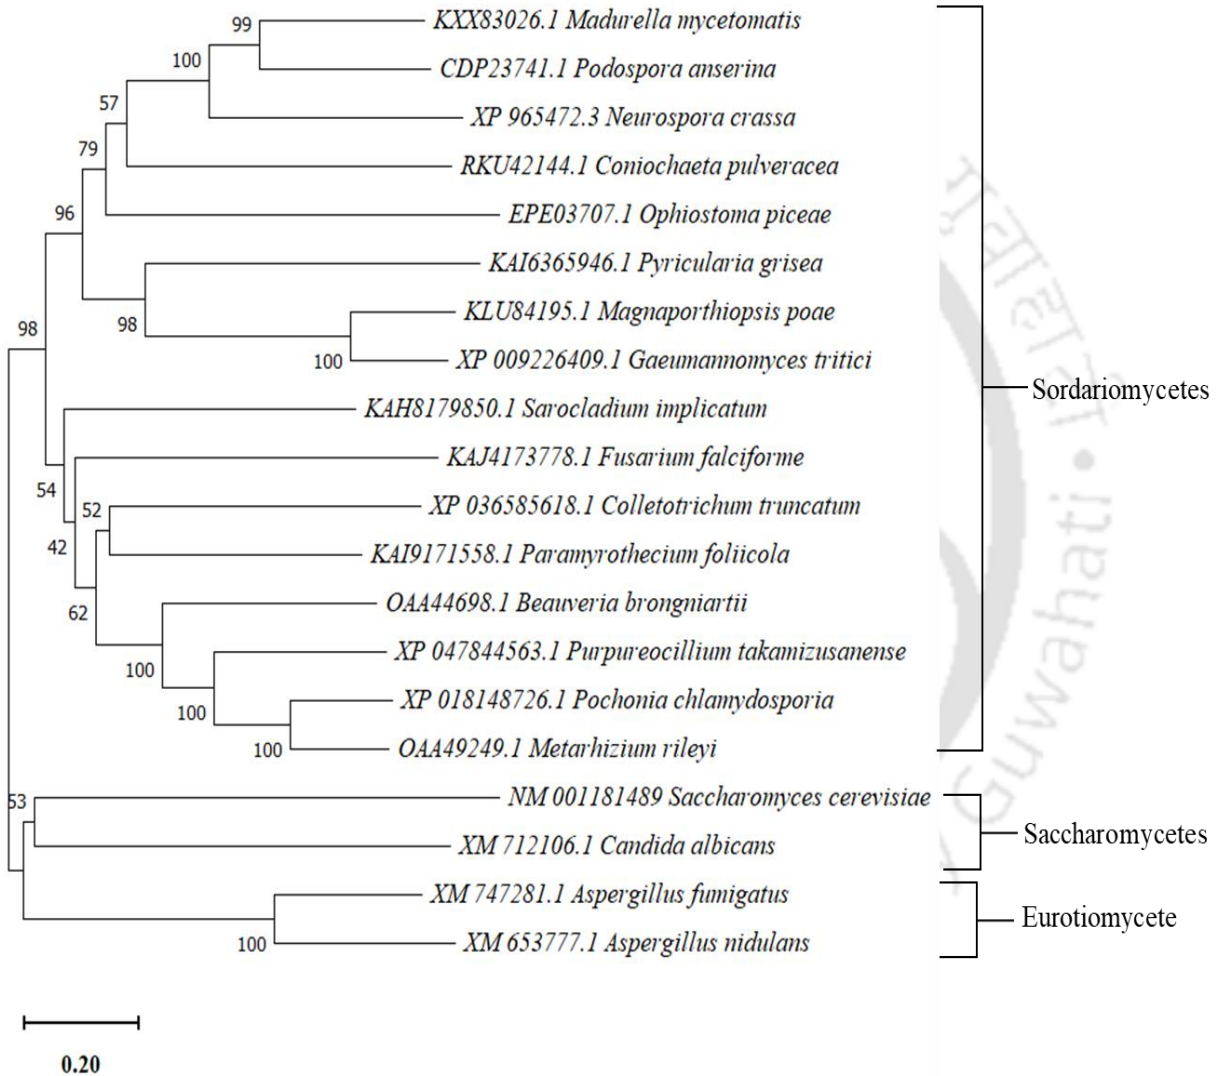 99
KXX83026.1 Madurella mycetomatis
100
CDP23741.1 Podospora anserina
57
XP 965472.3 Neurospora crassa
79
RKU42144.1 Coniochaeta pulveracea
96
EPE03707.1 Ophiostoma piceae
KAI6365946.1 Pyricularia grisea
98
KLU84195.1 Magnaporthiopsis poae
98
100
XP 009226409.1 Gaeumannomyces tritici
Sordariomycetes
KAH8179850.1 Sarocladium implicatum
KAJ4173778.1 Fusarium falciforme
54
52
XP 036585618.1 Colletotrichum truncatum
42
KAI9171558.1 Paramyrothecium foliicola
62
OAA44698.1 Beauveria brongniartii
100
XP 047844563.1 Purpureocillium takamizusanense
100
XP 018148726.1 Pochonia chlamydosporia
100
OAA49249.1 Metarhizium rileyi
53
NM 001181489 Saccharomyces cerevisiae
Saccharomycetes
XM 712106.1 Candida albicans
XM 747281.1 Aspergillus fumigatus
Eurotiomycete
100
XM 653777.1 Aspergillus nidulans
0.20
Guwahati